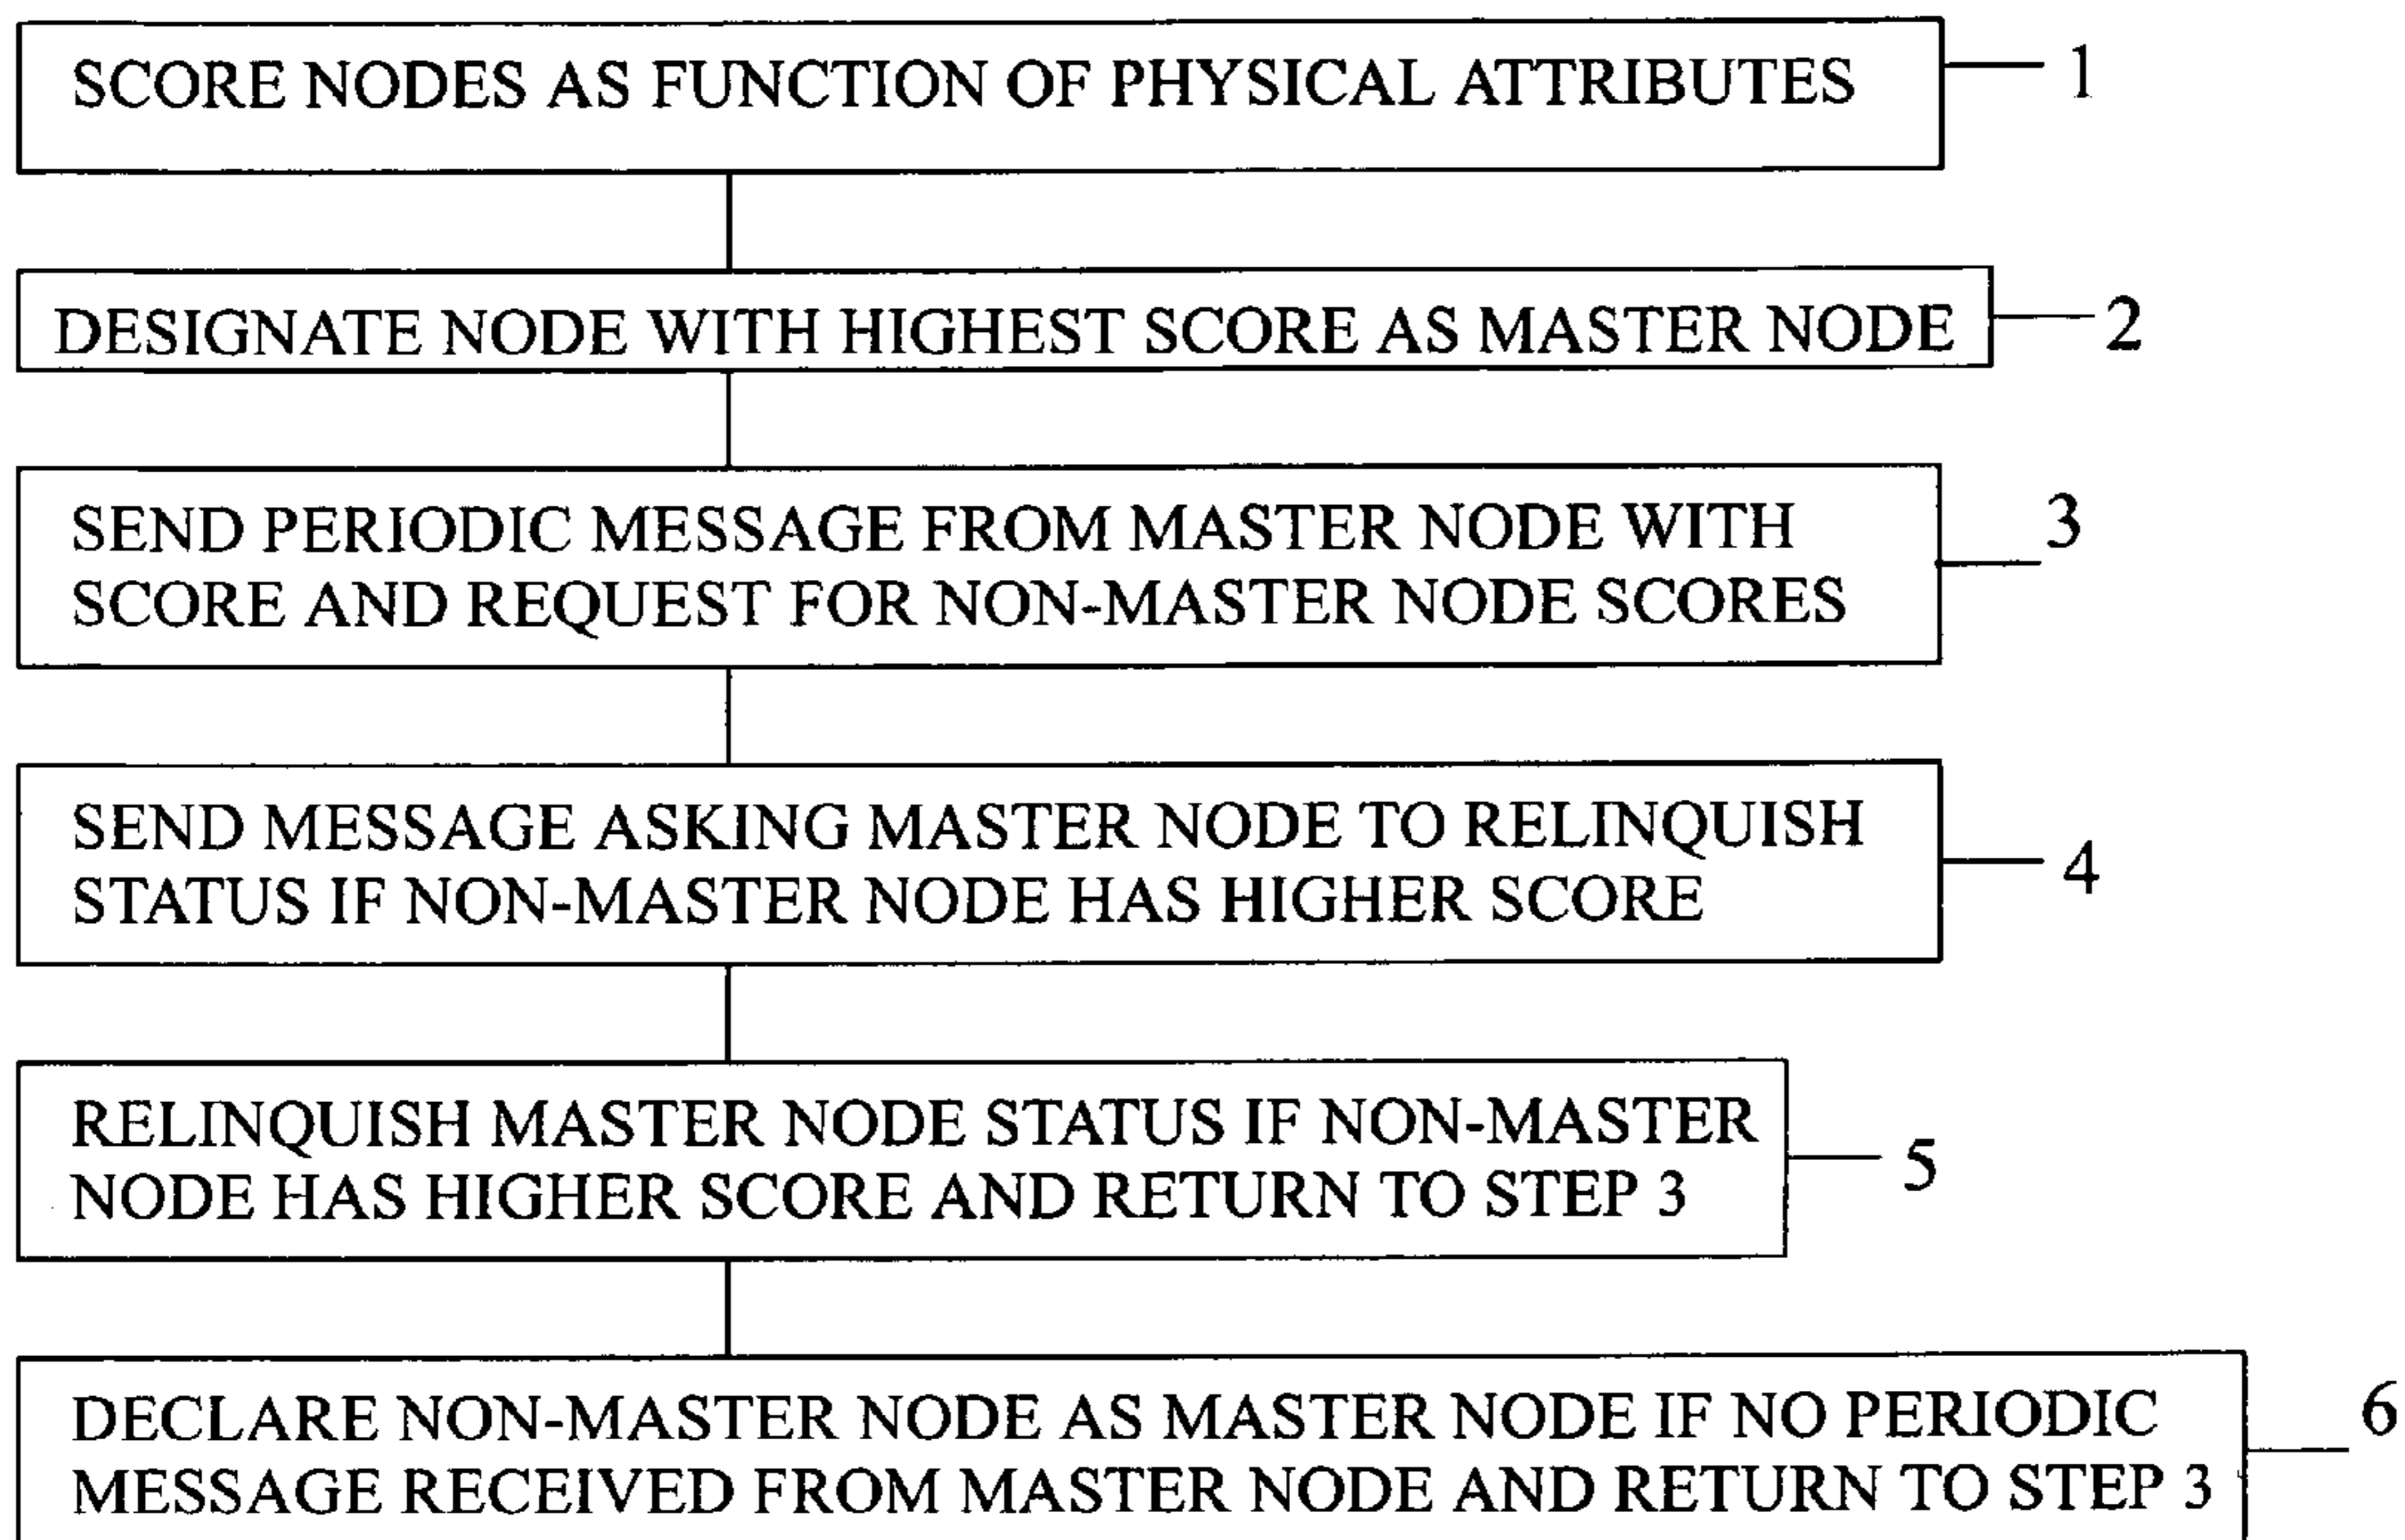 SCORE NODES AS FUNCTION OF PHYSICAL ATTRIBUTES
1
DESIGNATE NODE WITH HIGHEST SCORE AS MASTER NODE
2
SEND PERIODIC MESSAGE FROM MASTER NODE WITH
SCORE AND REQUEST FOR NON-MASTER NODE SCORES
3
SEND MESSAGE ASKING MASTER NODE TO RELINQUISH
STATUS IF NON-MASTER NODE HAS HIGHER SCORE
4
RELINQUISH MASTER NODE STATUS IF NON-MASTER
NODE HAS HIGHER SCORE AND RETURN TO STEP 3
5
DECLARE NON-MASTER NODE AS MASTER NODE IF NO PERIODIC
MESSAGE RECEIVED FROM MASTER NODE AND RETURN TO STEP 3
6